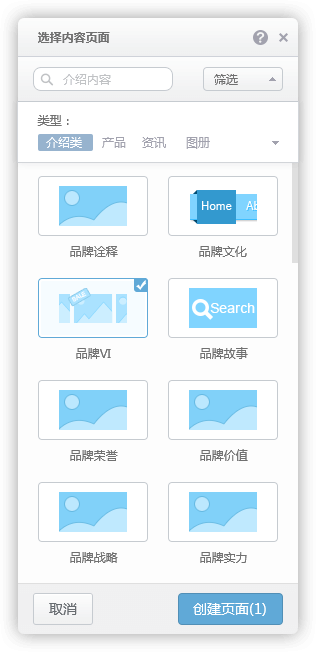 选择内容页面
介绍内容
筛选
类型：
介绍类 产品 资讯 图册
Home Ab
品牌诠释 品牌文化
SALE
Search
品牌VI 品牌故事
品牌荣誉 品牌价值
品牌战略 品牌实力
取消 创建页面(1)